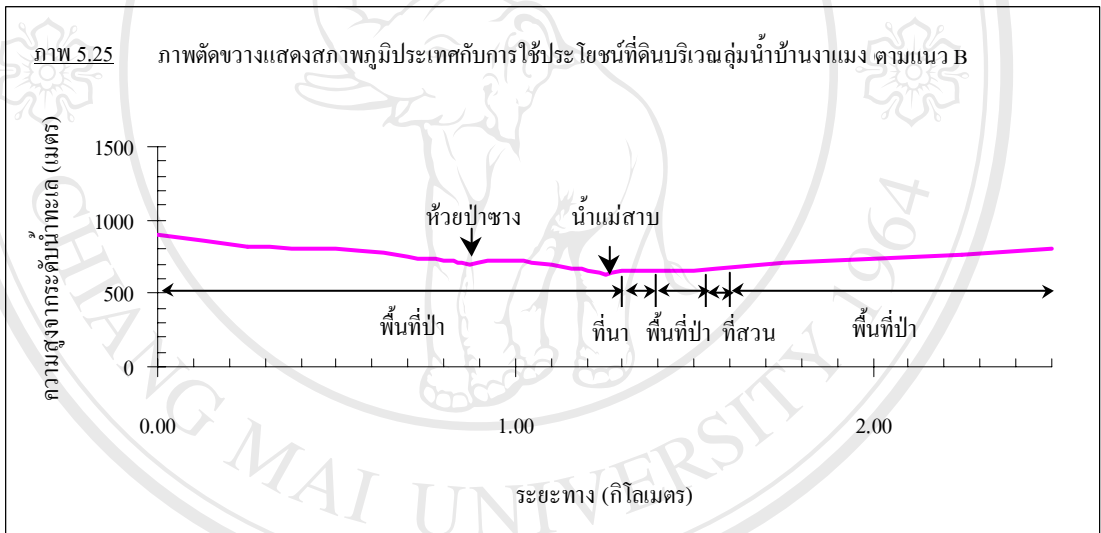 ภาพ 5.25 ภาพตัดขวางแสดงสภาพภูมิประเทศกับการใช้ประโยชน์ที่ดินบริเวณลุ่มน้ำบ้านงาแมง ตามแนว B
ความสูงจากระดับน้ำทะเล (เมตร)
1500
1000
500
0
ห้วยป่าซาง
น้ำแม่สาบ
พื้นที่ป่า
ที่นา
พื้นที่ป่า
ที่สวน
พื้นที่ป่า
0.00
1.00
2.00
ระยะทาง (กิโลเมตร)
CHIANG MAI UNIVERSITY 1964